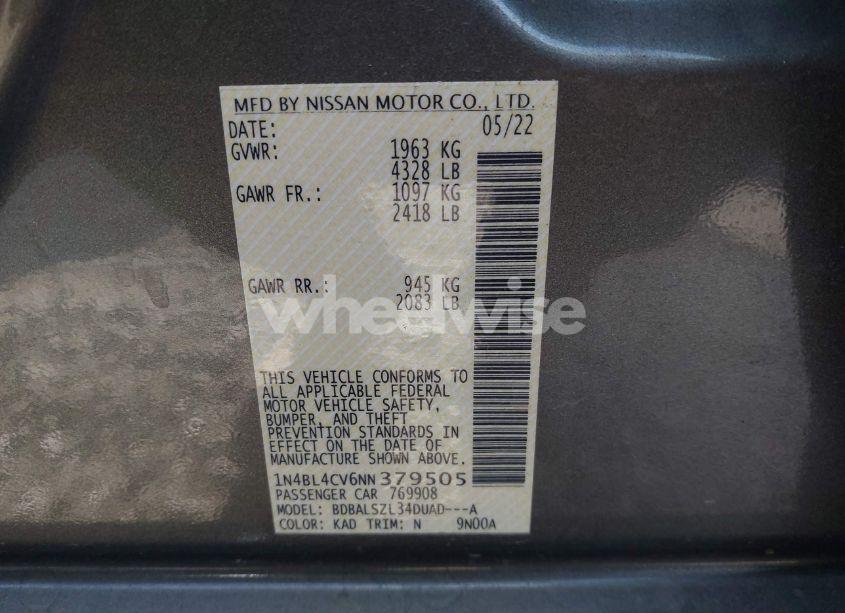 MFD BY NISSAN MOTOR CO., LTD.
DATE: 05/22
GVWR: 1963 KG
4328 LB
GAWR FR.: 1097 KG
2418 LB
GAWR RR.: 945 KG
2083 LB
wheelwise
THIS VEHICLE CONFORMS TO
ALL APPLICABLE FEDERAL
MOTOR VEHICLE SAFETY,
BUMPER, AND THEFT
PREVENTION STANDARDS IN
EFFECT ON THE DATE OF
MANUFACTURE SHOWN ABOVE.
1N4BL4CV6NN379505
PASSENGER CAR 769908
MODEL: BDBALSZL34DUAD---A
COLOR: KAD TRIM: N 9N00A